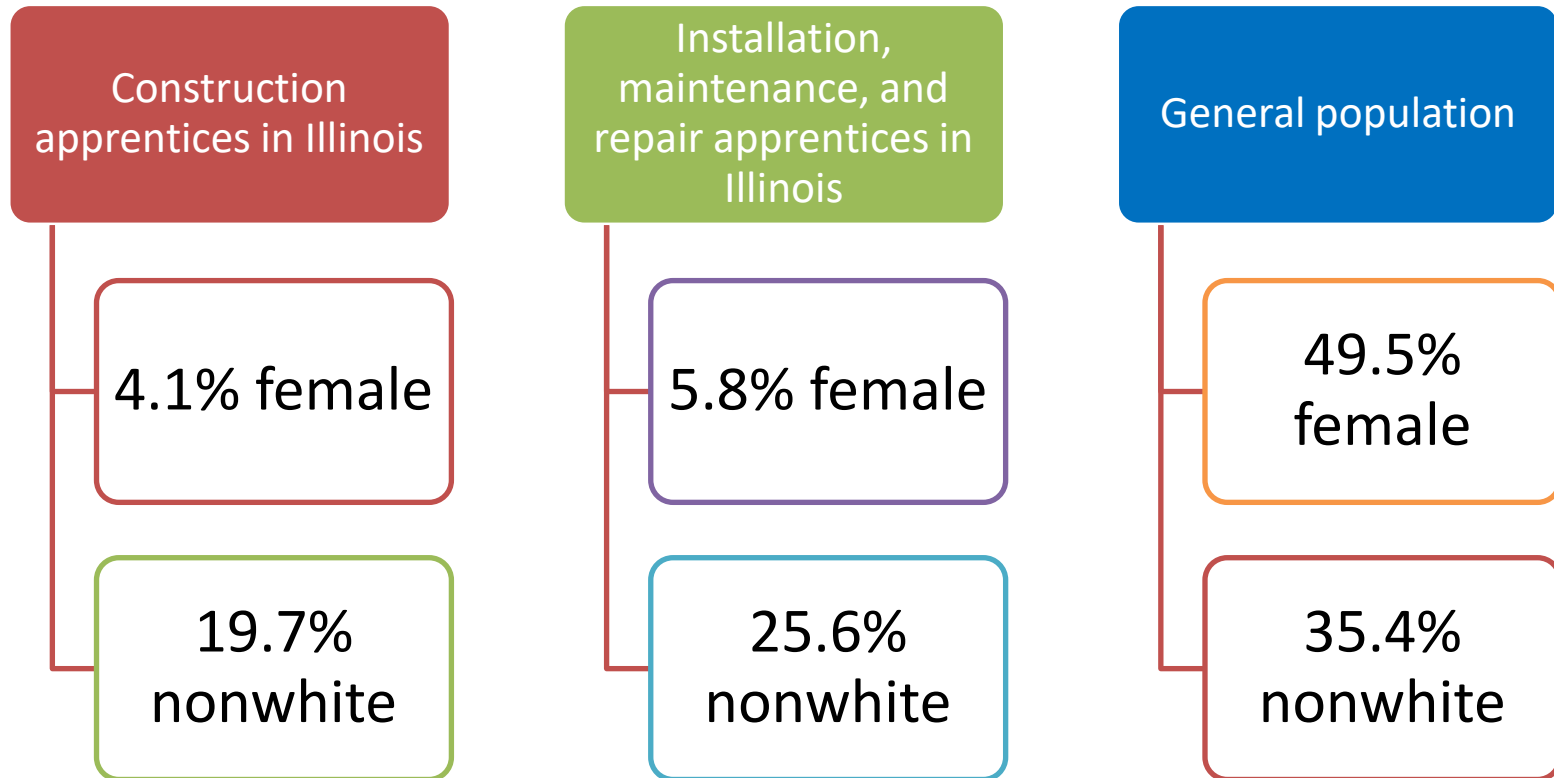 Construction
apprentices in Illinois
4.1% female
19.7%
nonwhite
Installation,
maintenance, and
repair apprentices in
Illinois
5.8% female
25.6%
nonwhite
General population
49.5%
female
35.4%
nonwhite